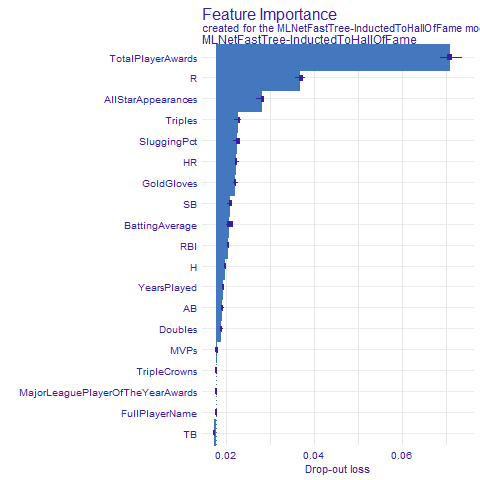 Feature Importance
created for the MLNetFastTree-InductedToHallOfFame mo
MLNetFastTree-InductedToHallOfFame
TotalPlayerAwards
R
AllStarAppearances
Triples
SluggingPct
HR
GoldGloves
SB
BattingAverage
RBI
H
YearsPlayed
AB
Doubles
MVPs
TripleCrowns
MajorLeaguePlayerOfTheYearAwards
FullPlayerName
TB
0.02 0.04 0.06
Drop-out loss